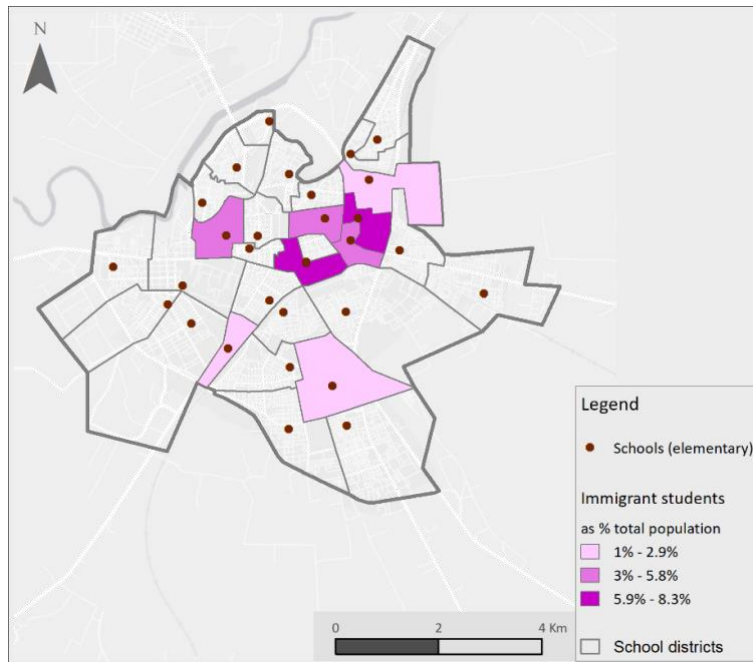 N
Legend
Schools (elementary)
Immigrant students
as % total population
1% - 2.9%
3% - 5.8%
5.9% - 8.3%
School districts
0 2 4 Km